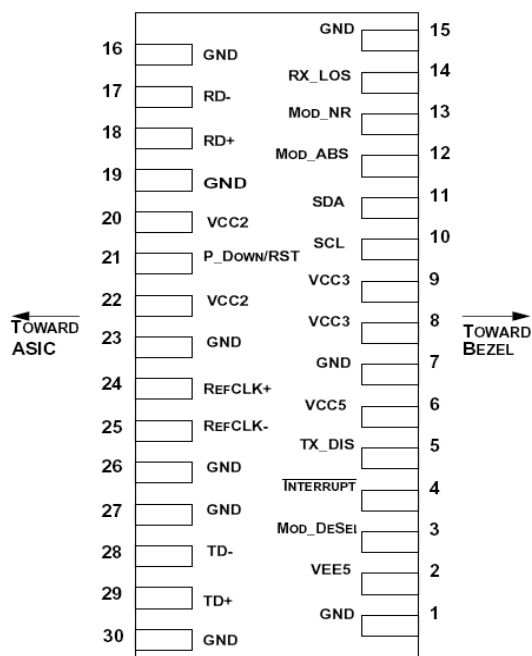 15 GND
16 GND
14 RX_LOS
17 RD-
13 MOD_NR
18 RD+
12 MOD_ABS
19 GND
11 SDA
20 VCC2
10 SCL
21 P_DOWN/RST
9 VCC3
22 VCC2
8 VCC3
TOWARD
ASIC
TOWARD
BEZEL
23 GND
7 GND
24 REFCLK+
6 VCC5
25 REFCLK-
5 TX_DIS
26 GND
4 INTERRUPT
27 GND
3 MOD_DESEL
28 TD-
2 VEE5
29 TD+
1 GND
30 GND